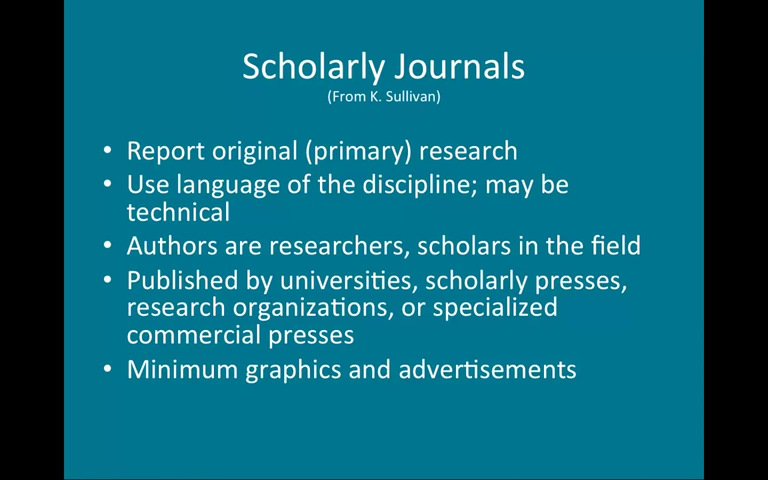 Scholarly Journals
(From K. Sullivan)
• Report original (primary) research
• Use language of the discipline; may be
technical
• Authors are researchers, scholars in the field
• Published by universities, scholarly presses,
research organizations, or specialized
commercial presses
• Minimum graphics and advertisements